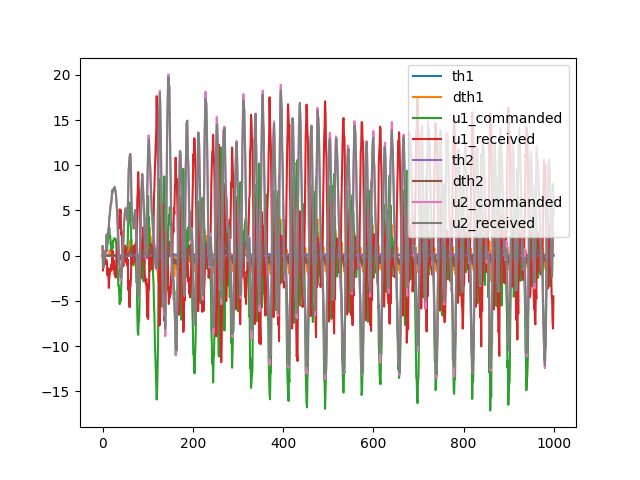 20
15
10
5
0
−5
−10
−15
th1
dth1
u1_commanded
u1_received
th2
dth2
u2_commanded
u2_received
0 200 400 600 800 1000